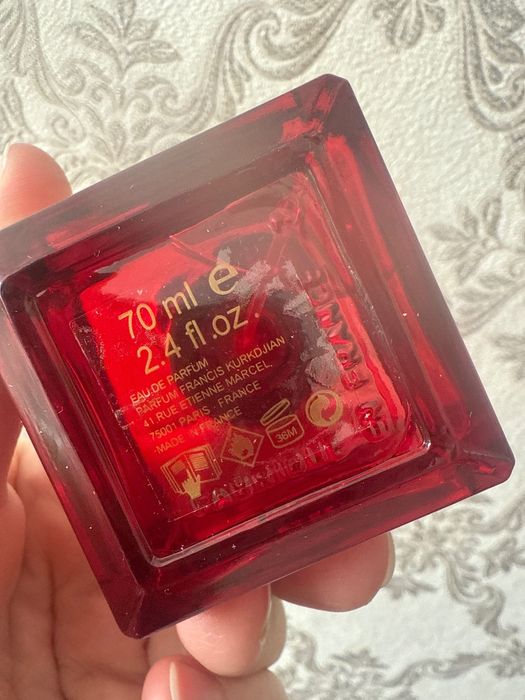 70 ml e
2.4 fl.oz.
EAU DE PARFUM
PARFUM FRANCIS KURKDJIAN
41 RUE ETIENNE MARCEL,
75001 PARIS, FRANCE
MADE IN FRANCE
36M